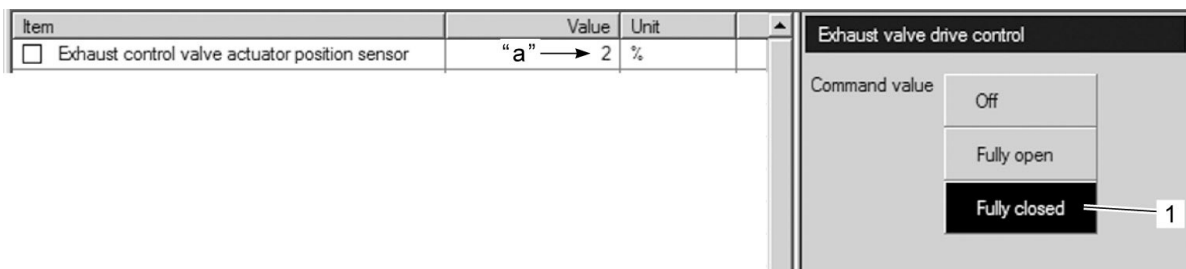 Item Value Unit
Exhaust control valve actuator position sensor “a” 2 %
Exhaust valve drive control
Command value
Off
Fully open
Fully closed
1